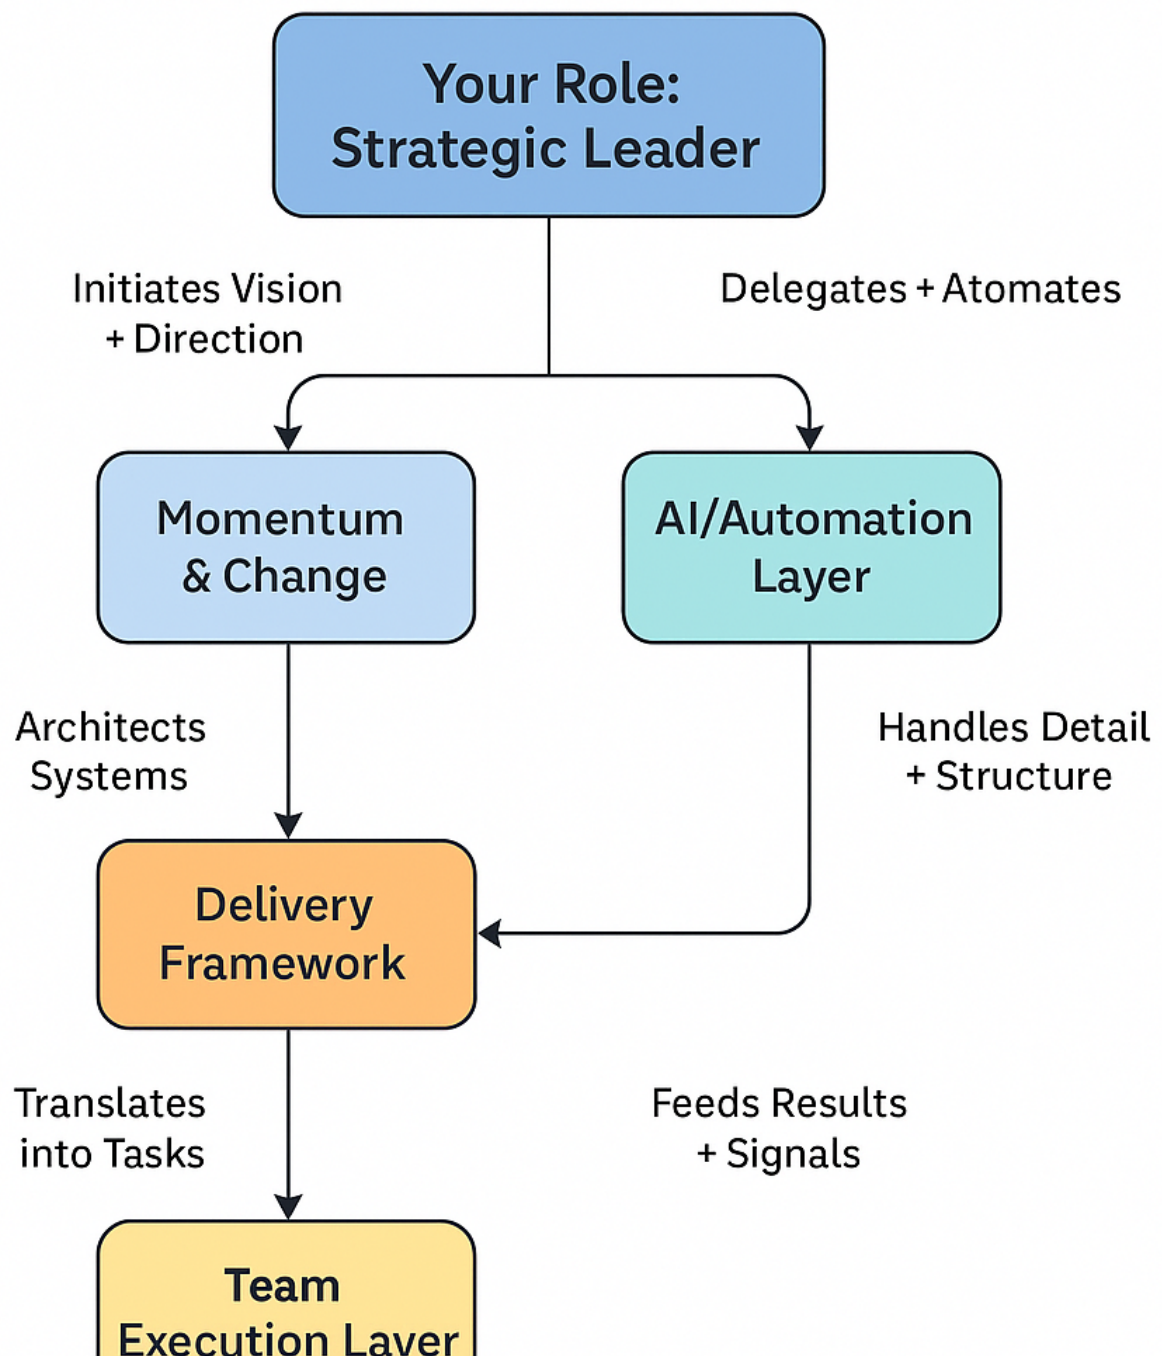 Your Role:
Strategic Leader
Initiates Vision
+ Direction
Delegates + Atomates
Momentum
& Change
AI/Automation
Layer
Architects
Systems
Handles Detail
+ Structure
Delivery
Framework
Translates
into Tasks
Feeds Results
+ Signals
Team
Execution Layer